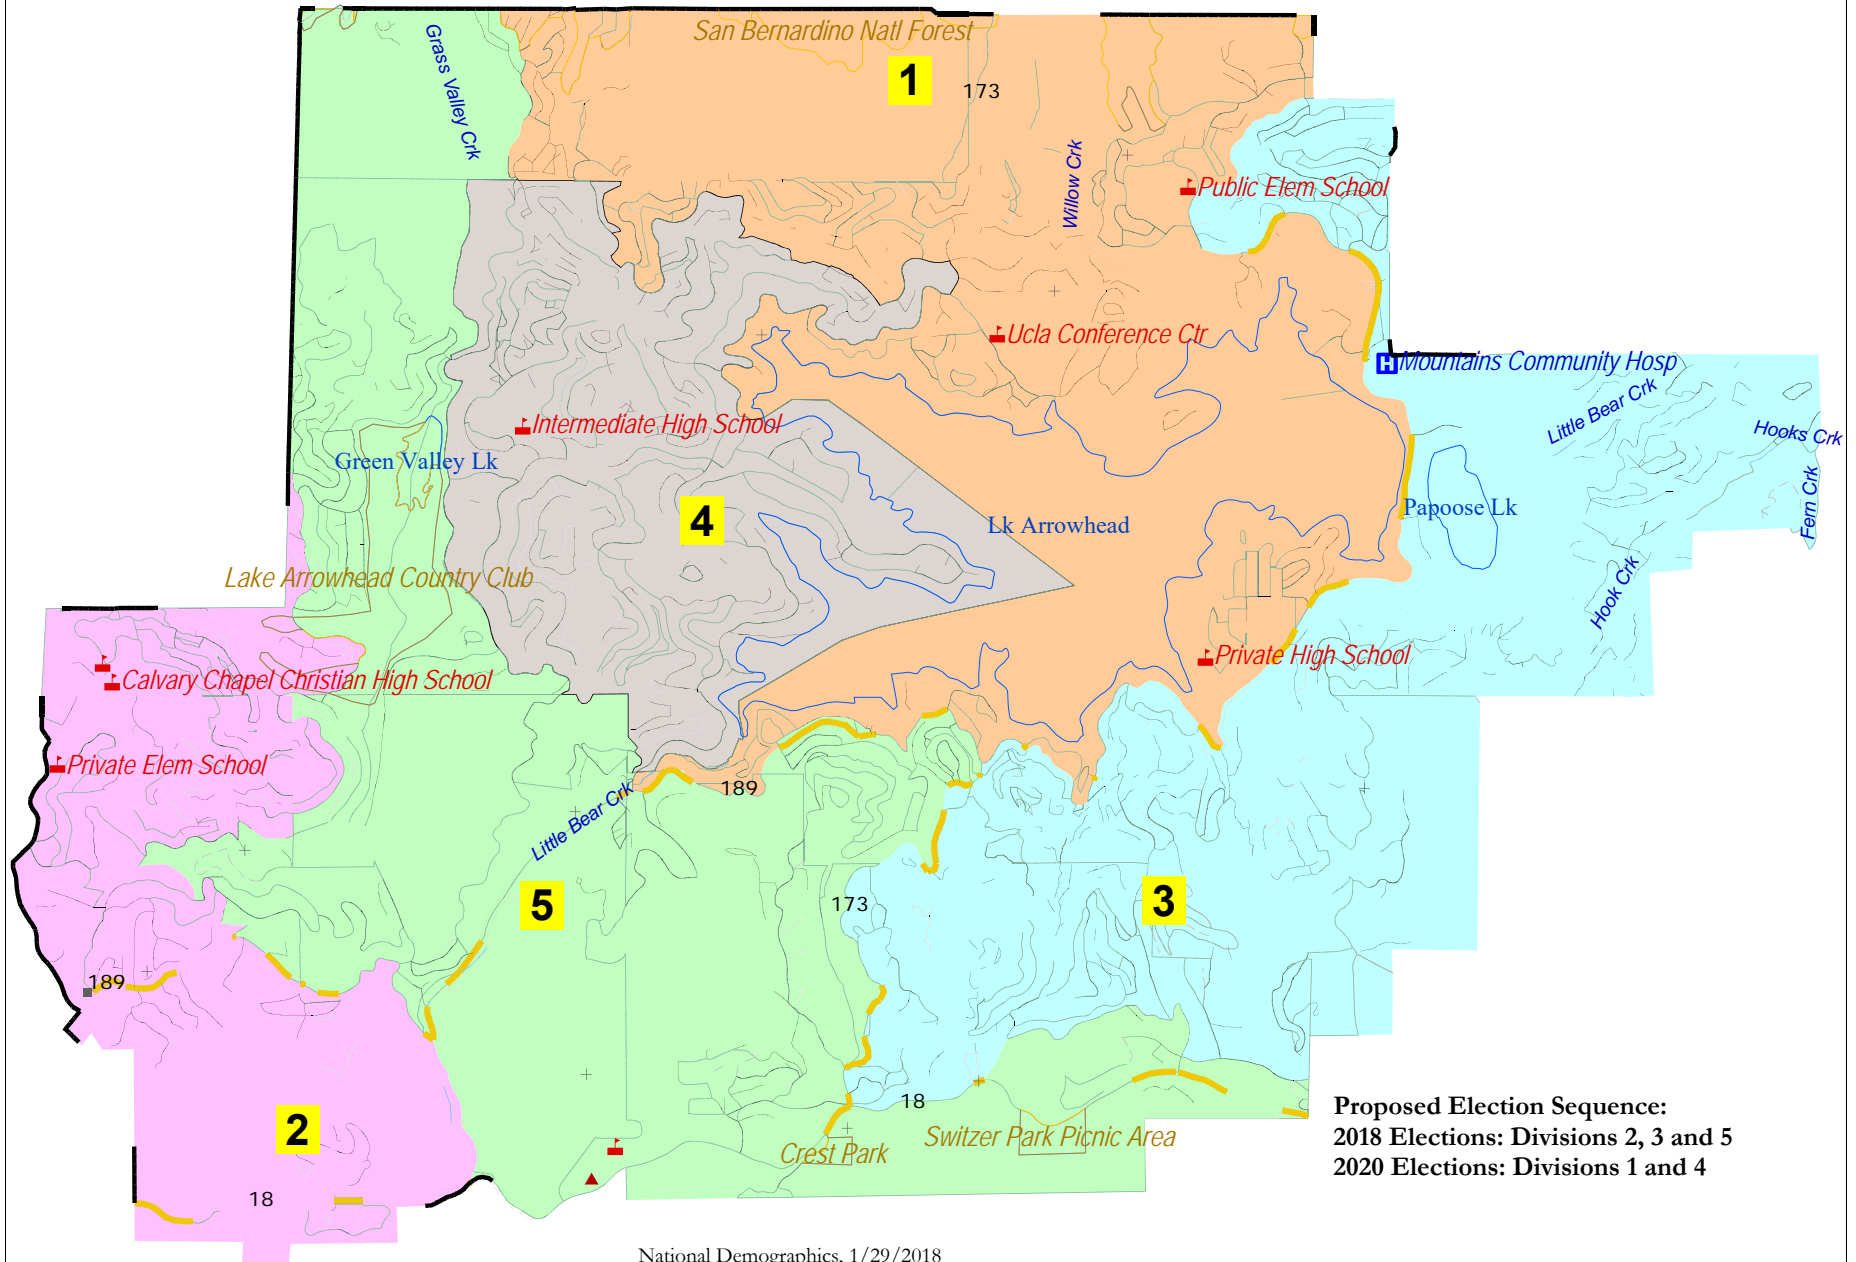 San Bernardino Natl Forest
Grass Valley Crk
1
173
Willow Crk
Public Elem School
Ucla Conference Ctr
Mountains Community Hosp
Little Bear Crk
Hooks Crk
Fern Crk
Intermediate High School
Green Valley Lk
4
Lk Arrowhead
Papoose Lk
Lake Arrowhead Country Club
Hook Crk
Private High School
Calvary Chapel Christian High School
Private Elem School
189
Little Bear Crk
5
173
3
189
18
2
Crest Park
Switzer Park Picnic Area
18
Proposed Election Sequence:
2018 Elections: Divisions 2, 3 and 5
2020 Elections: Divisions 1 and 4
National Demographics, 1/29/2018